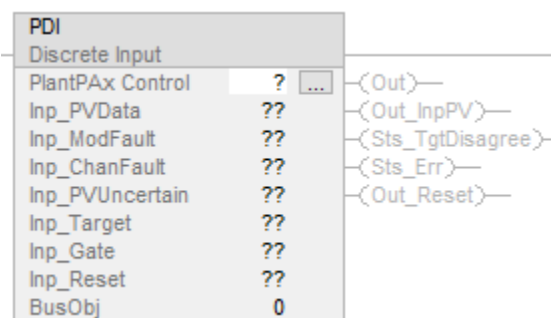 PDI
Discrete Input
PlantPAx Control ? ... (Out)
Inp_PVData ?? (Out_InpPV)
Inp_ModFault ?? (Sts_TgtDisagree)
Inp_ChanFault ?? (Sts_Err)
Inp_PVUncertain ?? (Out_Reset)
Inp_Target ??
Inp_Gate ??
Inp_Reset ??
BusObj 0